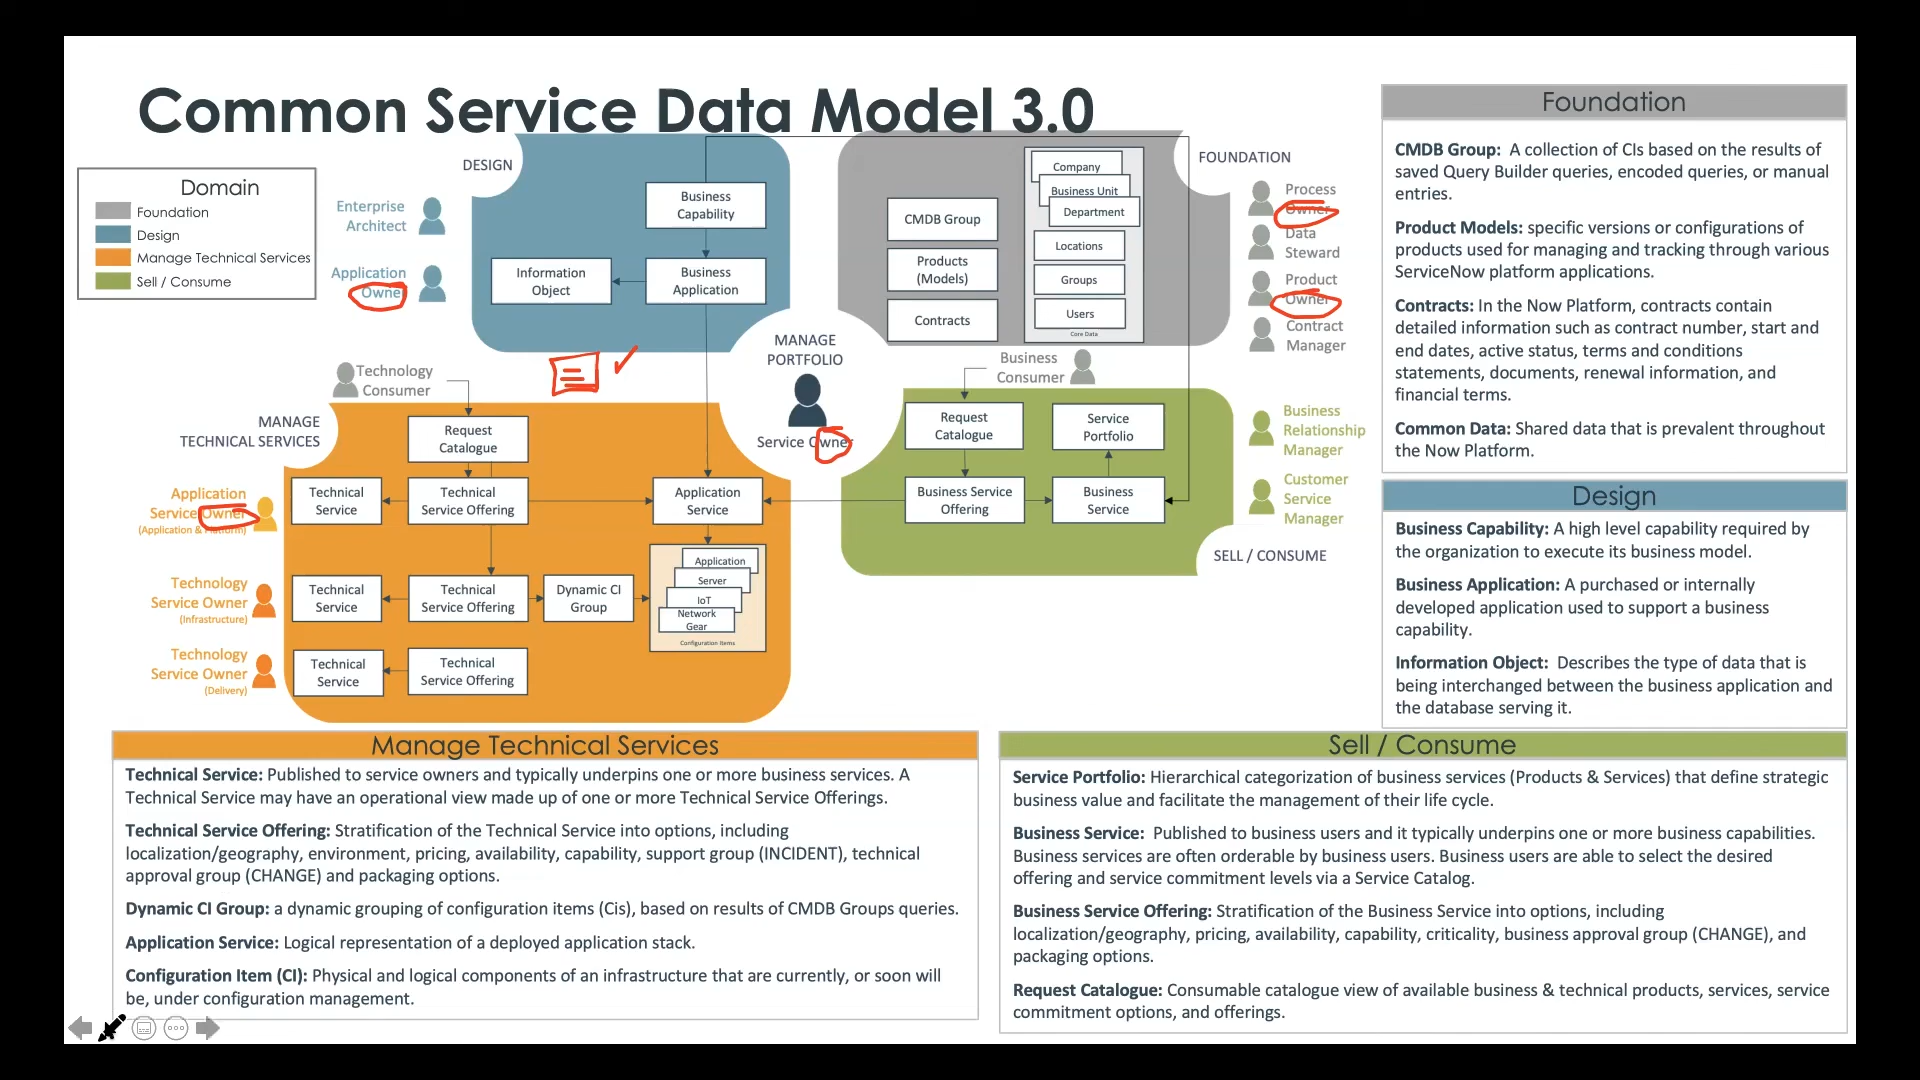 Common Service Data Model 3.0
Domain
Foundation
Design
Manage Technical Services
Sell / Consume
DESIGN
Enterprise
Architect
Application
Owner
Business
Capability
Information
Object
Business
Application
FOUNDATION
CMDB Group
Products
(Models)
Contracts
Company
Business Unit
Department
Locations
Groups
Users
Core Data
Process
Owner
Data
Steward
Product
Owner
Contract
Manager
MANAGE
PORTFOLIO
Service Owner
Technology
Consumer
MANAGE
TECHNICAL SERVICES
Request
Catalogue
Technical
Service
Technical
Service Offering
Application
Service
Application
Service Owner
(Application & Platform)
Technology
Service Owner
(Infrastructure)
Technical
Service
Technical
Service Offering
Dynamic CI
Group
Application
Server
IoT
Network
Gear
Configuration Items
Technology
Service Owner
(Delivery)
Technical
Service
Technical
Service Offering
Business
Consumer
Request
Catalogue
Service
Portfolio
Business Service
Offering
Business
Service
Business
Relationship
Manager
Customer
Service
Manager
SELL / CONSUME
Foundation
CMDB Group: A collection of CIs based on the results of
saved Query Builder queries, encoded queries, or manual
entries.
Product Models: specific versions or configurations of
products used for managing and tracking through various
ServiceNow platform applications.
Contracts: In the Now Platform, contracts contain
detailed information such as contract number, start and
end dates, active status, terms and conditions
statements, documents, renewal information, and
financial terms.
Common Data: Shared data that is prevalent throughout
the Now Platform.
Design
Business Capability: A high level capability required by
the organization to execute its business model.
Business Application: A purchased or internally
developed application used to support a business
capability.
Information Object: Describes the type of data that is
being interchanged between the business application and
the database serving it.
Manage Technical Services
Technical Service: Published to service owners and typically underpins one or more business services. A
Technical Service may have an operational view made up of one or more Technical Service Offerings.
Technical Service Offering: Stratification of the Technical Service into options, including
localization/geography, environment, pricing, availability, capability, support group (INCIDENT), technical
approval group (CHANGE) and packaging options.
Dynamic CI Group: a dynamic grouping of configuration items (Cis), based on results of CMDB Groups queries.
Application Service: Logical representation of a deployed application stack.
Configuration Item (CI): Physical and logical components of an infrastructure that are currently, or soon will
be, under configuration management.
Sell / Consume
Service Portfolio: Hierarchical categorization of business services (Products & Services) that define strategic
business value and facilitate the management of their life cycle.
Business Service: Published to business users and it typically underpins one or more business capabilities.
Business services are often orderable by business users. Business users are able to select the desired
offering and service commitment levels via a Service Catalog.
Business Service Offering: Stratification of the Business Service into options, including
localization/geography, pricing, availability, capability, criticality, business approval group (CHANGE), and
packaging options.
Request Catalogue: Consumable catalogue view of available business & technical products, services, service
commitment options, and offerings.